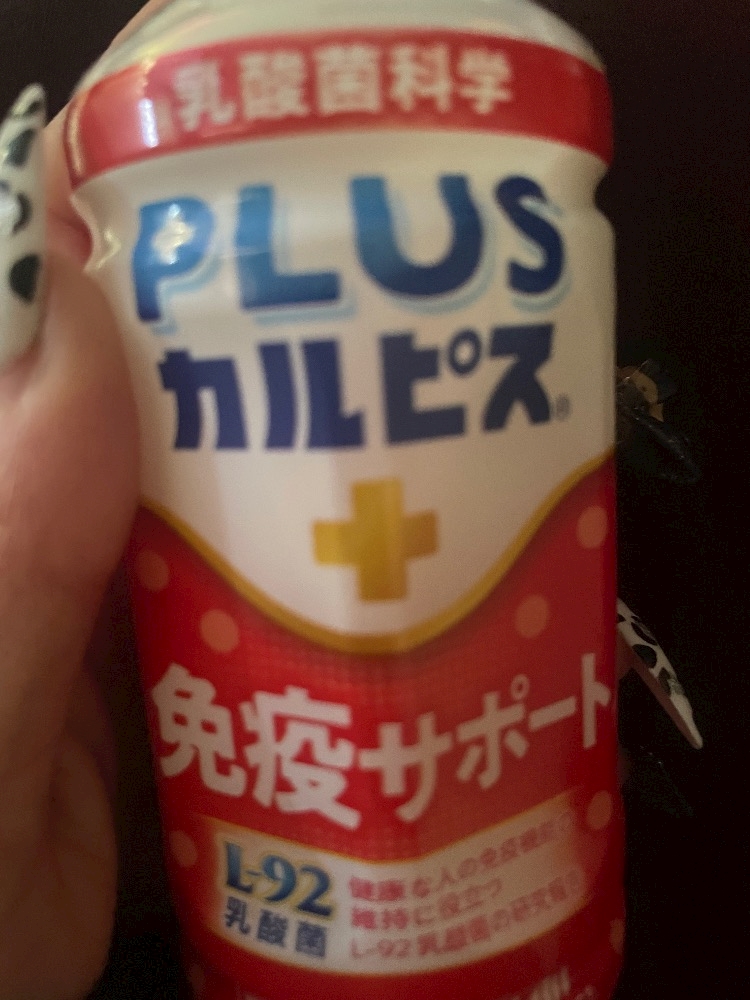 乳酸菌科学
PLUS
カルピス®
免疫サポート
L-92
乳酸菌
健康な人の免疫機能の
維持に役立つ
L-92乳酸菌の研究報告